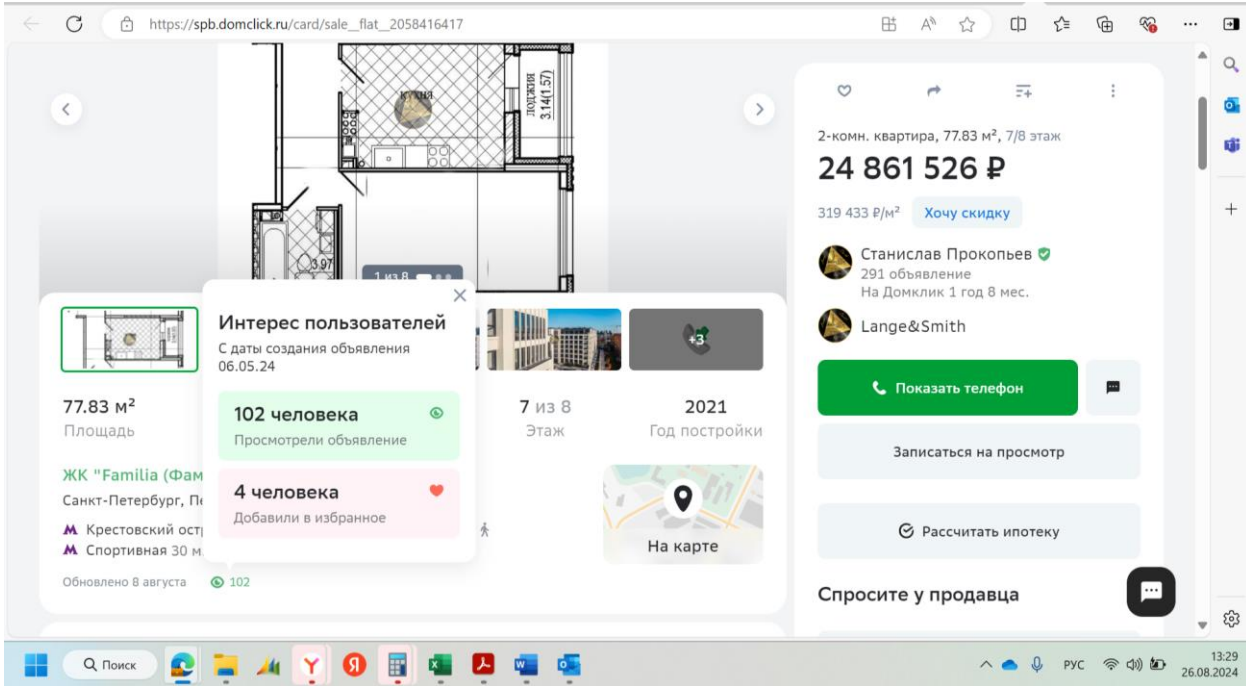 https://spb.domclick.ru/card/sale__flat__2058416417
КУХНЯ
ЛОДЖИЯ
3.14(1.57)
3.97
1 из 8
2-комн. квартира, 77.83 м², 7/8 этаж
24 861 526 ₽
319 433 ₽/м² Хочу скидку
Станислав Прокопьев
291 объявление
На Домклик 1 год 8 мес.
Lange&Smith
Показать телефон
Записаться на просмотр
Рассчитать ипотеку
Спросите у продавца
Интерес пользователей
С даты создания объявления
06.05.24
102 человека
Просмотрели объявление
4 человека
Добавили в избранное
+3
77.83 м²
Площадь
7 из 8
Этаж
2021
Год постройки
ЖК "Familia (Фам
Санкт-Петербург, Пе
Крестовский ост
Спортивная 30 м
На карте
Обновлено 8 августа 102
Поиск
РУС
13:29
26.08.2024